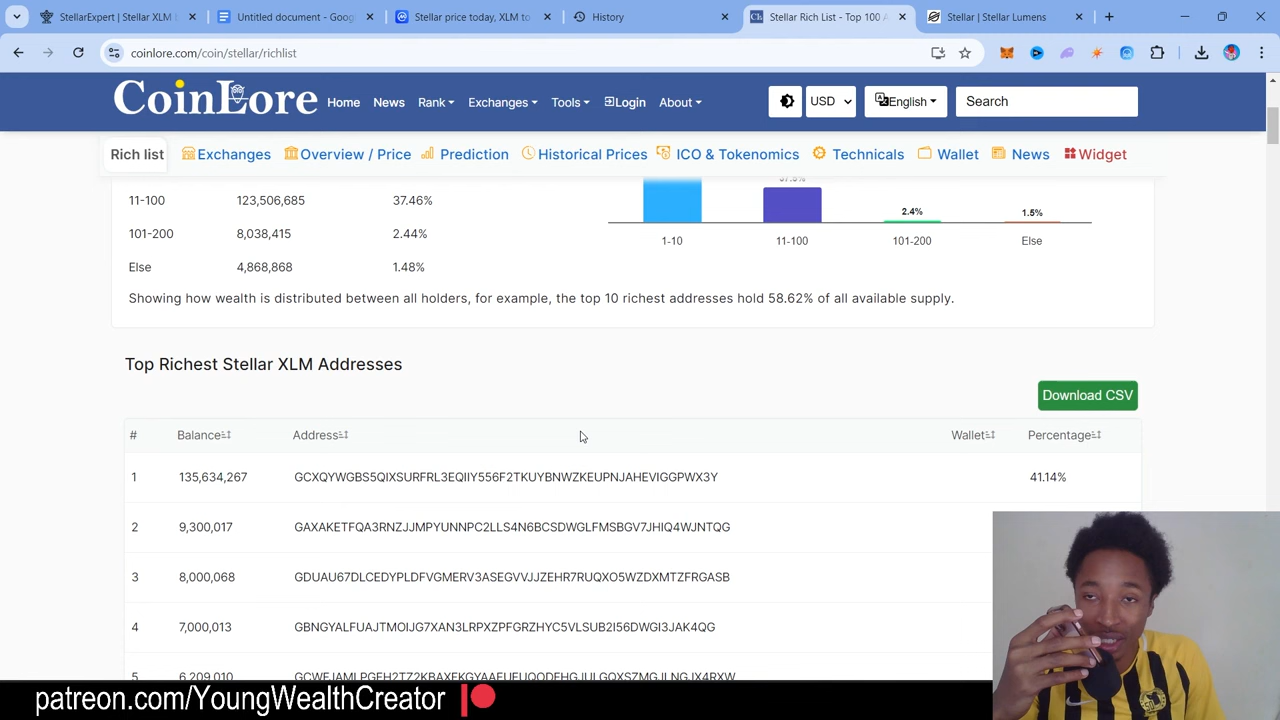 StellarExpert | Stellar XLM
Untitled document - Goog
Stellar price today, XLM to
History
Stellar Rich List - Top 100 A
Stellar | Stellar Lumens
coinlore.com/coin/stellar/richlist
CoinLore Home News Rank Exchanges Tools Login About USD English Search
Rich list Exchanges Overview / Price Prediction Historical Prices ICO & Tokenomics Technicals Wallet News Widget
11-100 123,506,685 37.46%
101-200 8,038,415 2.44%
Else 4,868,868 1.48%
37.5%
2.4%
1.5%
1-10 11-100 101-200 Else
Showing how wealth is distributed between all holders, for example, the top 10 richest addresses hold 58.62% of all available supply.
Top Richest Stellar XLM Addresses
Download CSV
# Balance Address Wallet Percentage
1 135,634,267 GCXQYWGBS5QIXSURFRL3EQIIY556F2TKUYBNWZKEUPNJAHEVIGGPWX3Y 41.14%
2 9,300,017 GAXAKETFQA3RNZJJMPYUNNPC2LLS4N6BCSDWGLFMSBGV7JHIQ4WJNTQG
3 8,000,068 GDUAU67DLCEDYPLDFVGMERV3ASEGVVJJZEHR7RUQXO5WZDXMTZFRGASB
4 7,000,013 GBNGYALFUAJTMOIJG7XAN3LRPXZPFGRZHYC5VLSUB2I56DWGI3JAK4QG
5 6,209,010
patreon.com/YoungWealthCreator